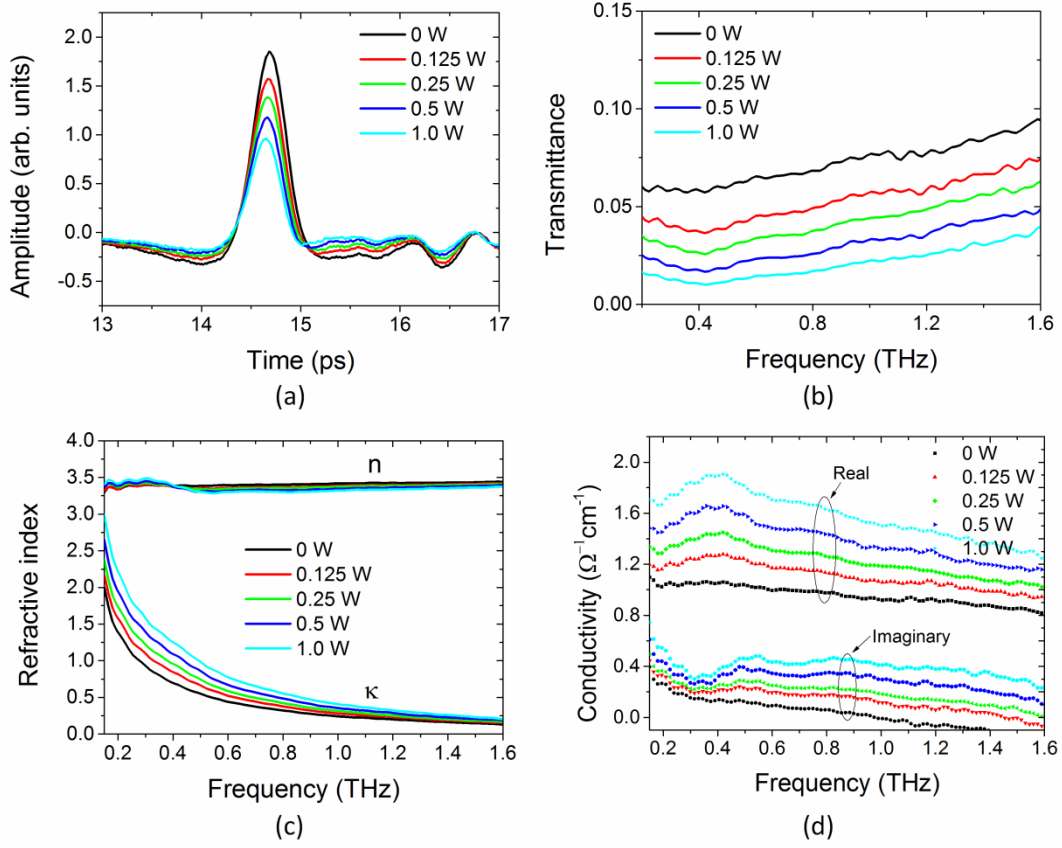 2.0
1.5
1.0
0.5
0.0
-0.5
Amplitude (arb. units)
0 W
0.125 W
0.25 W
0.5 W
1.0 W
13 14 15 16 17
Time (ps)
(a)
0.15
0.10
0.05
0.00
Transmittance
0 W
0.125 W
0.25 W
0.5 W
1.0 W
0.4 0.8 1.2 1.6
Frequency (THz)
(b)
4.0
3.5
3.0
2.5
2.0
1.5
1.0
0.5
0.0
Refractive index
n
0 W
0.125 W
0.25 W
0.5 W
1.0 W
κ
0.2 0.4 0.6 0.8 1.0 1.2 1.4 1.6
Frequency (THz)
(c)
2.0
1.6
1.2
0.8
0.4
0.0
Conductivity (Ω⁻¹cm⁻¹)
Real
0 W
0.125 W
0.25 W
0.5 W
1.0 W
Imaginary
0.2 0.4 0.6 0.8 1.0 1.2 1.4 1.6
Frequency (THz)
(d)